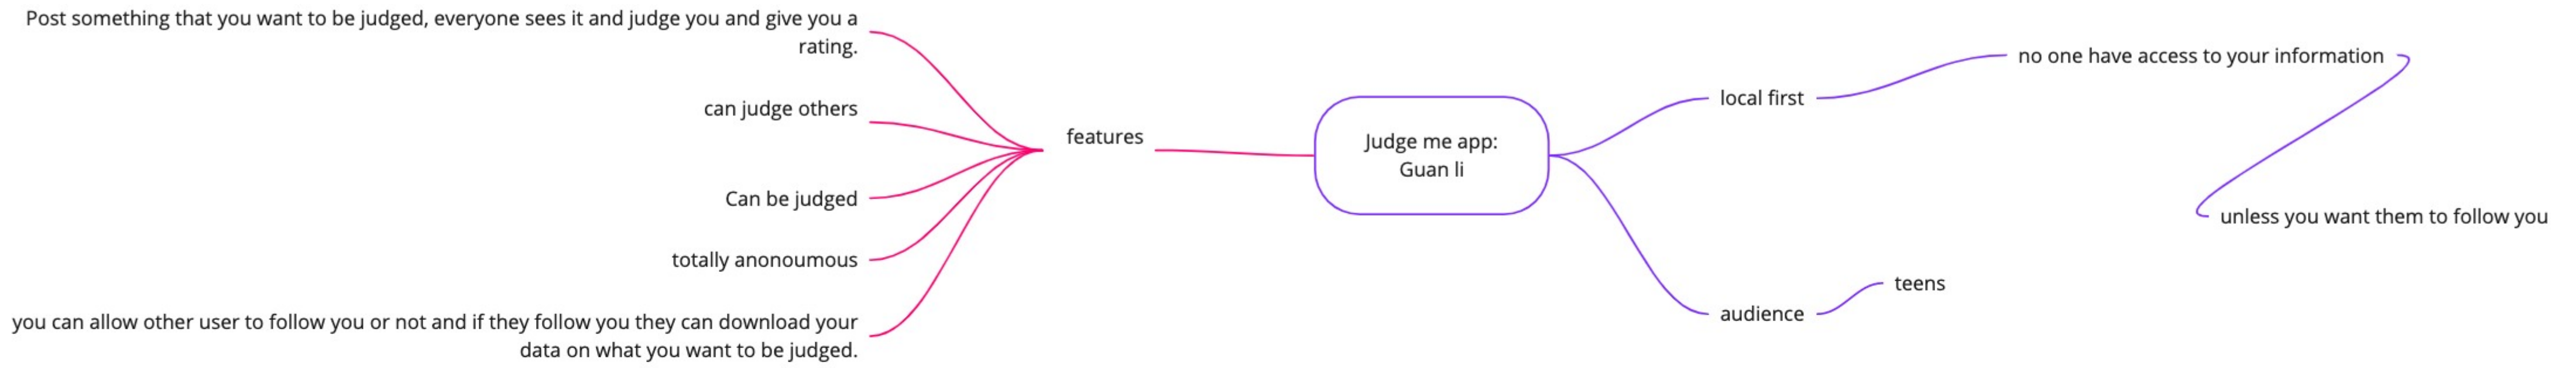 Post something that you want to be judged, everyone sees it and judge you and give you a
rating.
can judge others
Can be judged
totally anonoumous
you can allow other user to follow you or not and if they follow you they can download your
data on what you want to be judged.
features
Judge me app:
Guan li
local first
no one have access to your information
unless you want them to follow you
audience
teens